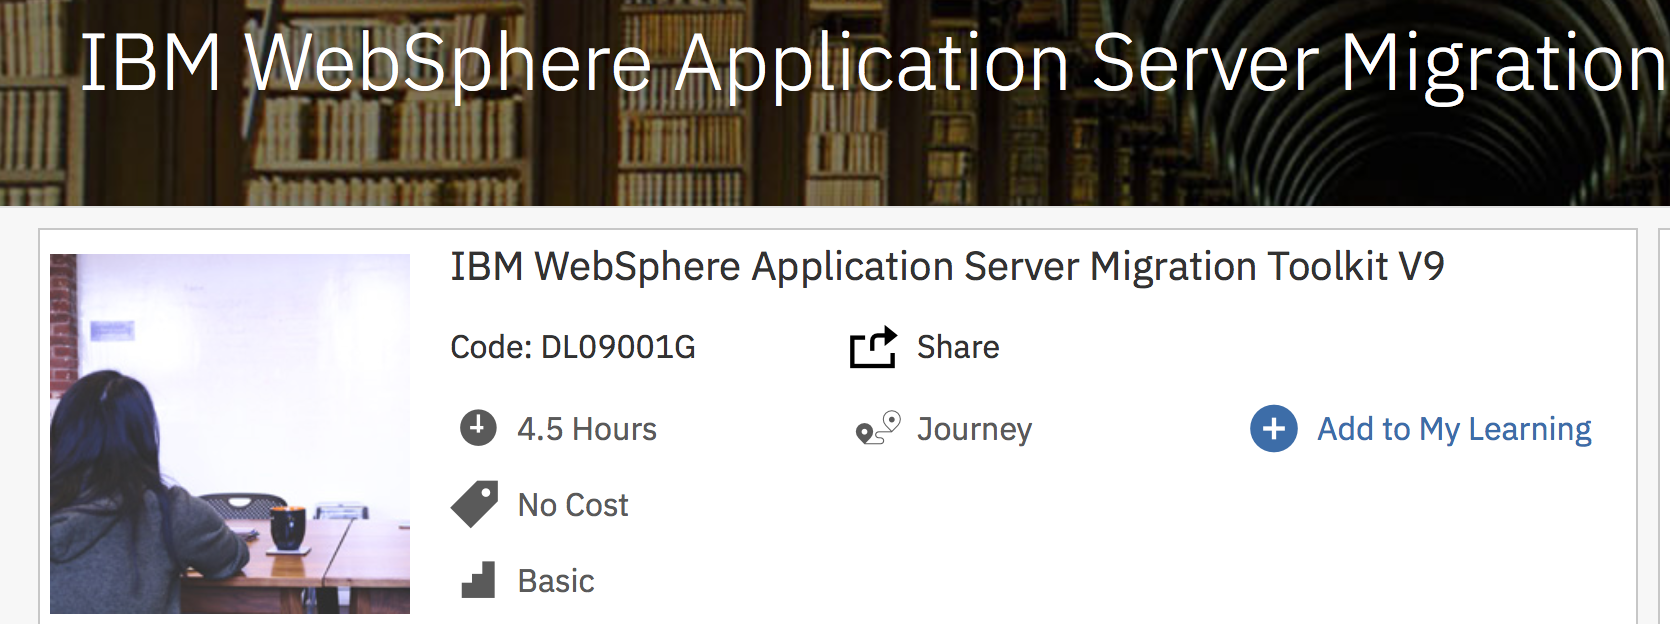 IBM WebSphere Application Server Migration
IBM WebSphere Application Server Migration Toolkit V9
Code: DL09001G
Share
4.5 Hours
Journey
Add to My Learning
No Cost
Basic